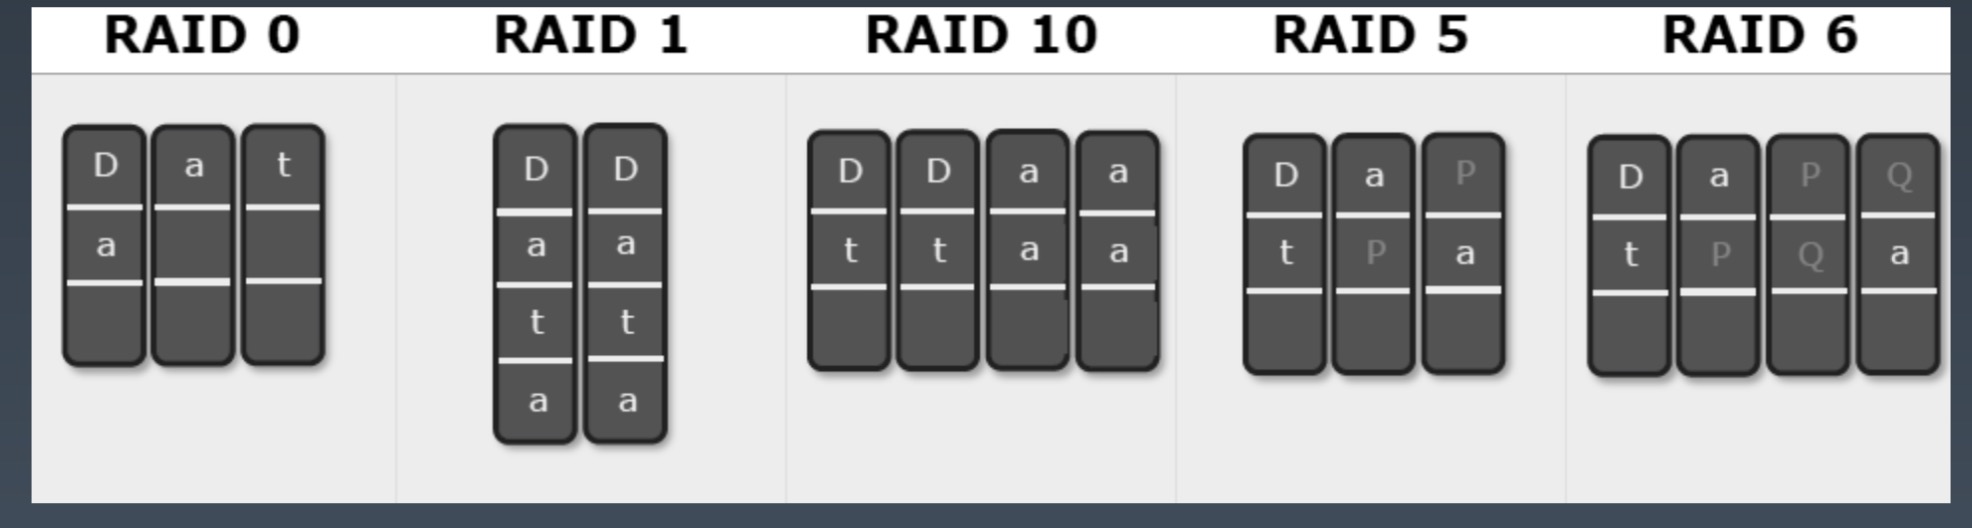 RAID 0 RAID 1 RAID 10 RAID 5 RAID 6
D a t D D D D a a D a P D a P Q
a a a t t a a t P a t P Q a
t t
a a